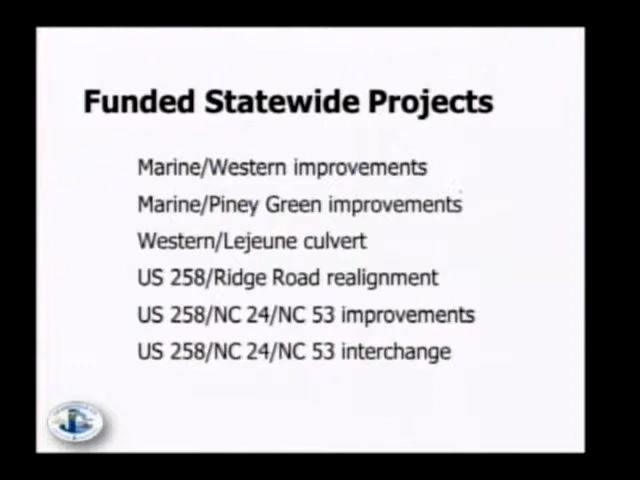 Funded Statewide Projects
Marine/Western improvements
Marine/Piney Green improvements
Western/Lejeune culvert
US 258/Ridge Road realignment
US 258/NC 24/NC 53 improvements
US 258/NC 24/NC 53 interchange